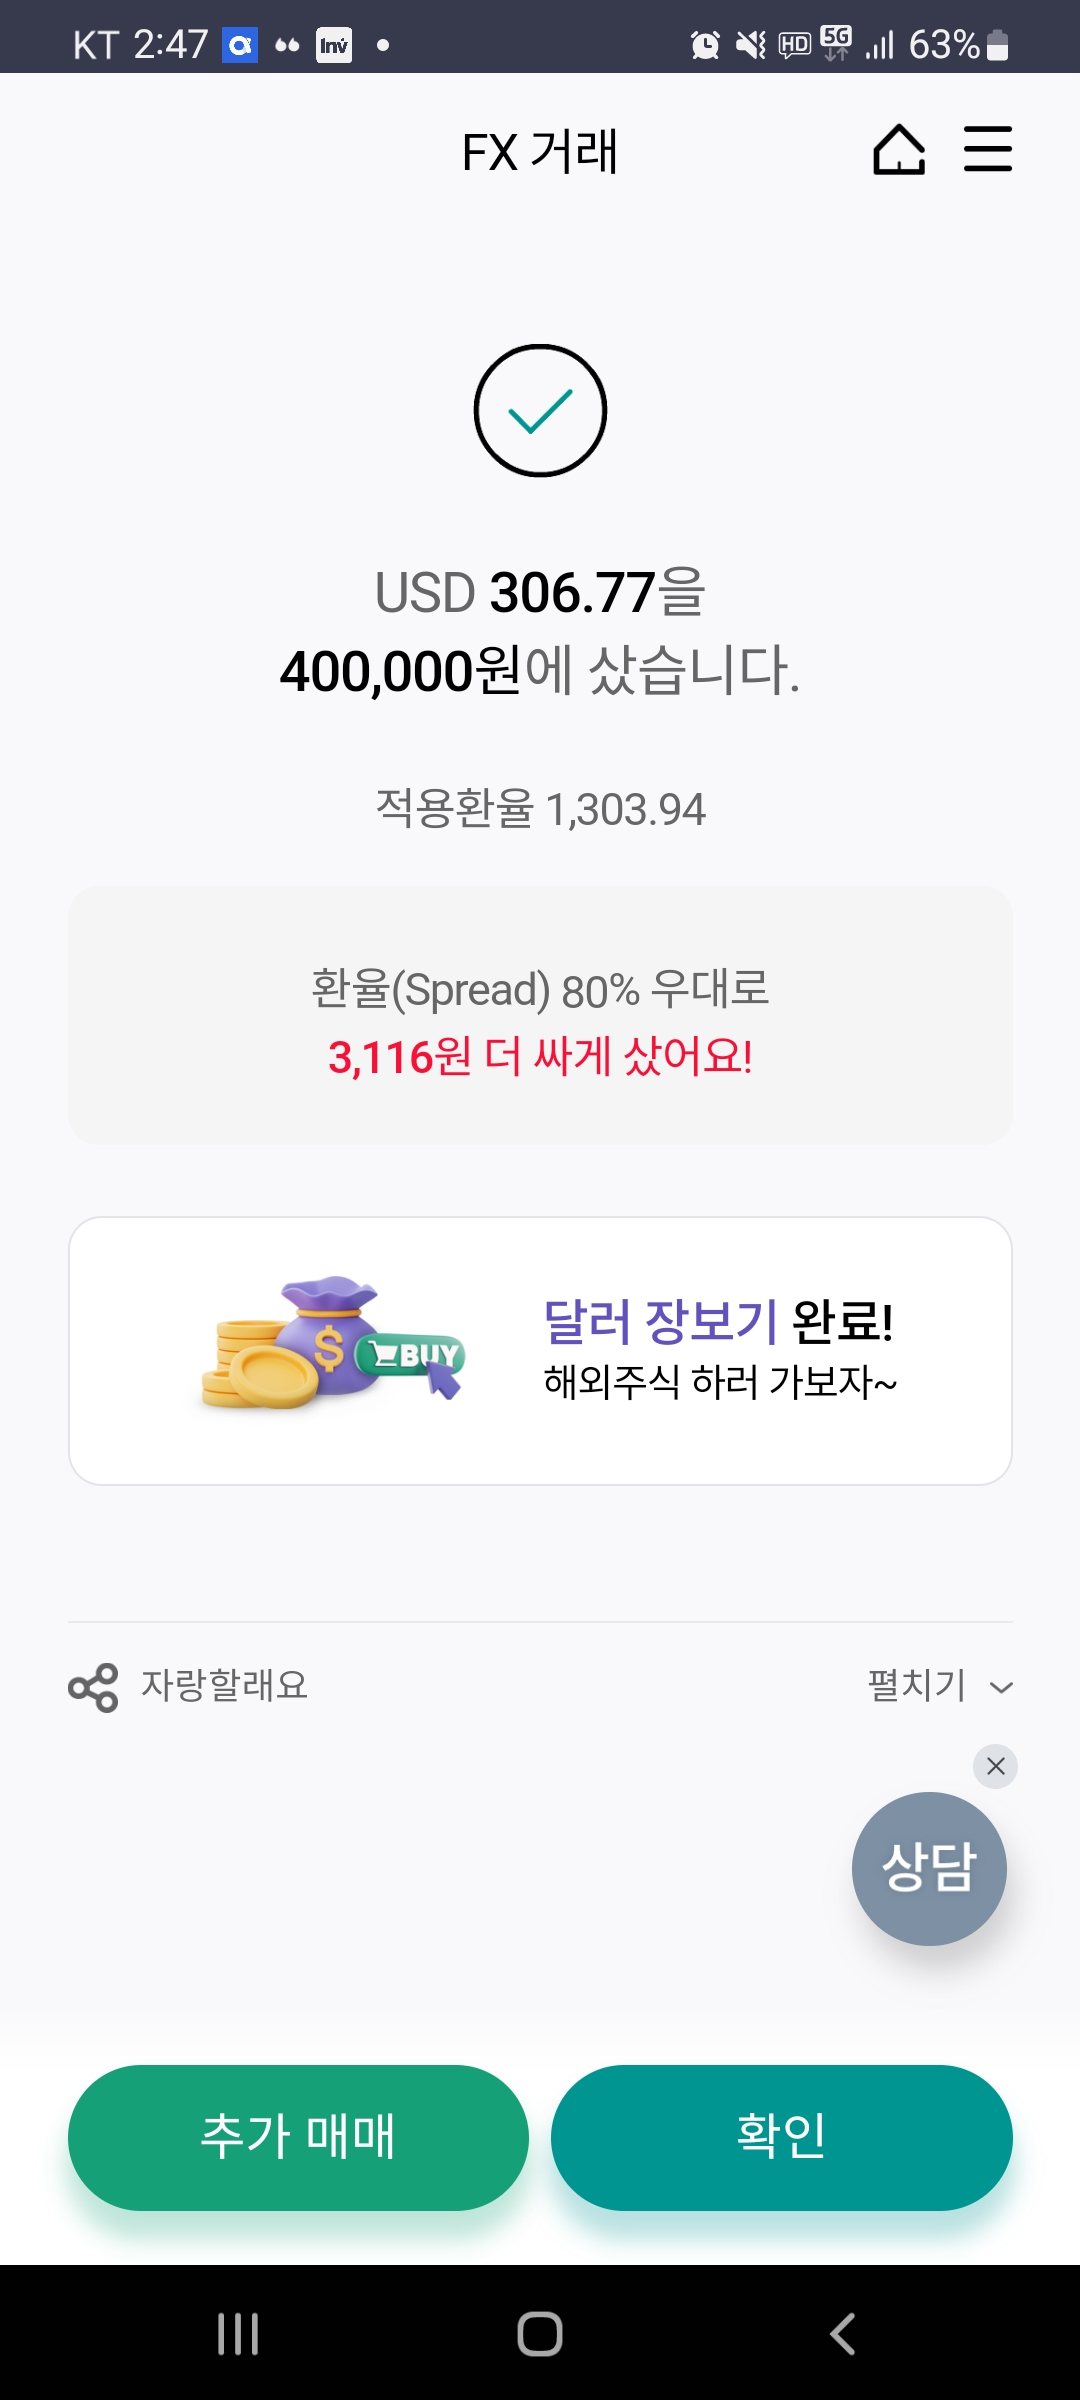 KT 2:47 Inv HD 5G 63%
FX 거래
USD 306.77을
400,000원에 샀습니다.
적용환율 1,303.94
환율(Spread) 80% 우대로
3,116원 더 싸게 샀어요!
$ BUY
달러 장보기 완료!
해외주식 하러 가보자~
자랑할래요
펼치기
상담
추가 매매
확인